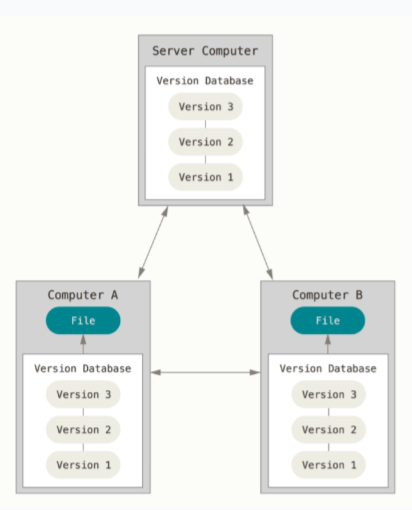 Server Computer
Version Database
Version 3
Version 2
Version 1
Computer A
File
Version Database
Version 3
Version 2
Version 1
Computer B
File
Version Database
Version 3
Version 2
Version 1